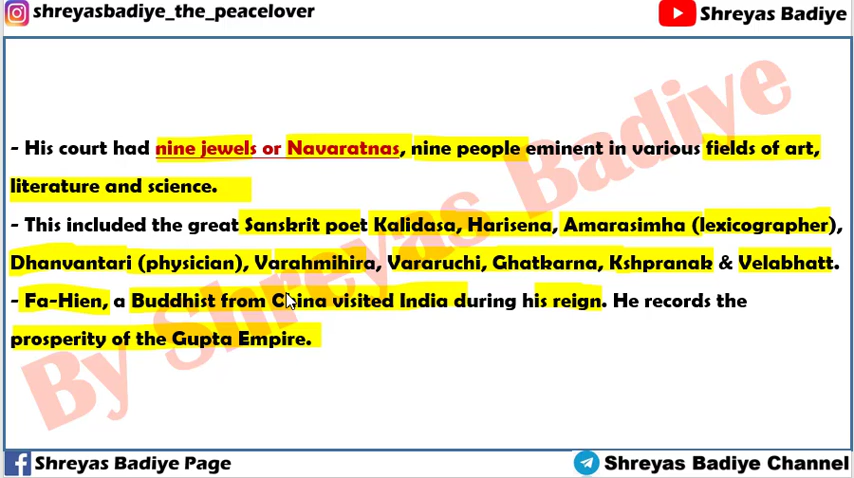 shreyasbadiye_the_peacelover
Shreyas Badiye
- His court had nine jewels or Navaratnas, nine people eminent in various fields of art,
literature and science.
- This included the great Sanskrit poet Kalidasa, Harisena, Amarasimha (lexicographer),
Dhanvantari (physician), Varahmihira, Vararuchi, Ghatkarna, Kshpranak & Velabhatt.
- Fa-Hien, a Buddhist from China visited India during his reign. He records the
prosperity of the Gupta Empire.
By Shreyas Badiye
Shreyas Badiye Page
Shreyas Badiye Channel